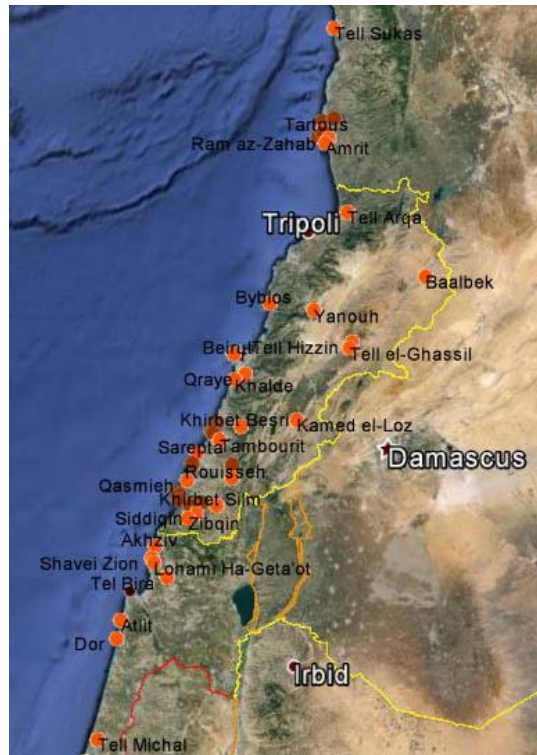 Tell Sukas
Tartous
Ram az-Zahab
Amrit
Tripoli
Tell Arqa
Baalbek
Byblos
Yanouh
Beirut
Tell Hizzin
Tell el-Ghassil
Qraye
Khalde
Khirbet Besri
Kamed el-Loz
Tambourit
Sarepta
Damascus
Rouisseh
Qasmieh
Khirbet Silm
Siddiqin
Zibqin
Akhziv
Shavei Zion
Lohami Ha-Geta'ot
Tel Bira
Atlit
Dor
Irbid
Tell Michal